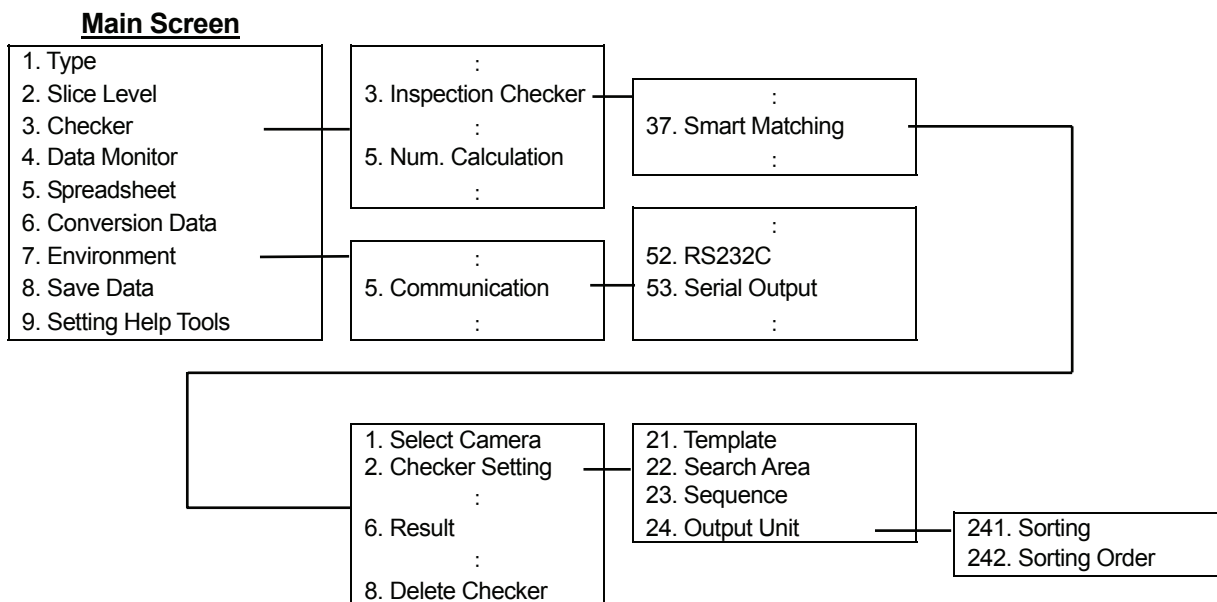 Main Screen
1. Type
2. Slice Level
3. Checker
4. Data Monitor
5. Spreadsheet
6. Conversion Data
7. Environment
8. Save Data
9. Setting Help Tools
:
3. Inspection Checker
:
5. Num. Calculation
:
:
37. Smart Matching
:
:
5. Communication
:
:
52. RS232C
53. Serial Output
:
1. Select Camera
2. Checker Setting
:
6. Result
:
8. Delete Checker
21. Template
22. Search Area
23. Sequence
24. Output Unit
241. Sorting
242. Sorting Order